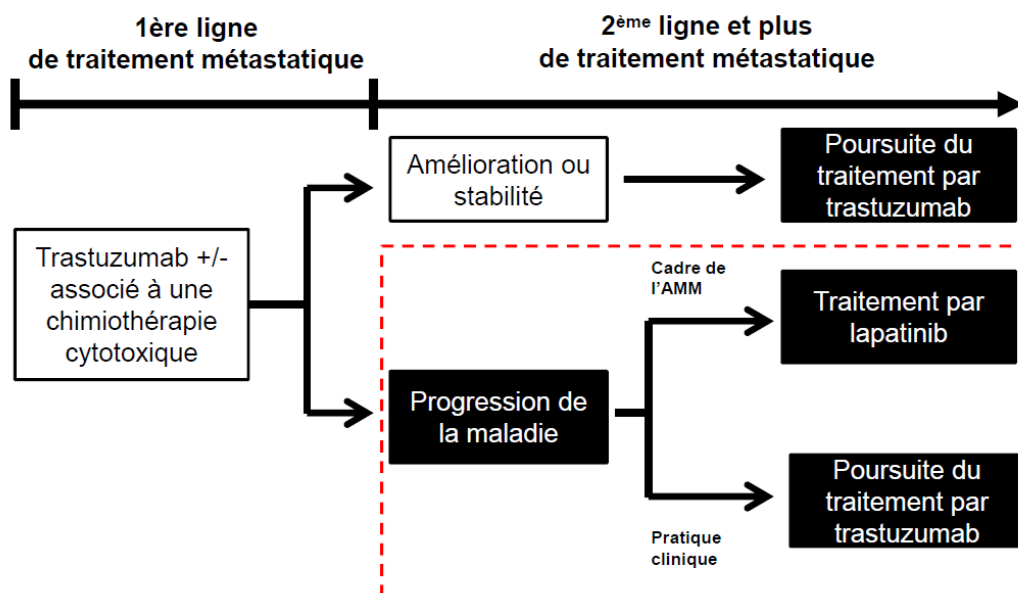 1ère ligne
de traitement métastatique
2ème ligne et plus
de traitement métastatique
Trastuzumab +/-
associé à une
chimiothérapie
cytotoxique
Amélioration ou
stabilité
Poursuite du
traitement par
trastuzumab
Progression de
la maladie
Cadre de
l’AMM
Traitement par
lapatinib
Pratique
clinique
Poursuite du
traitement par
trastuzumab